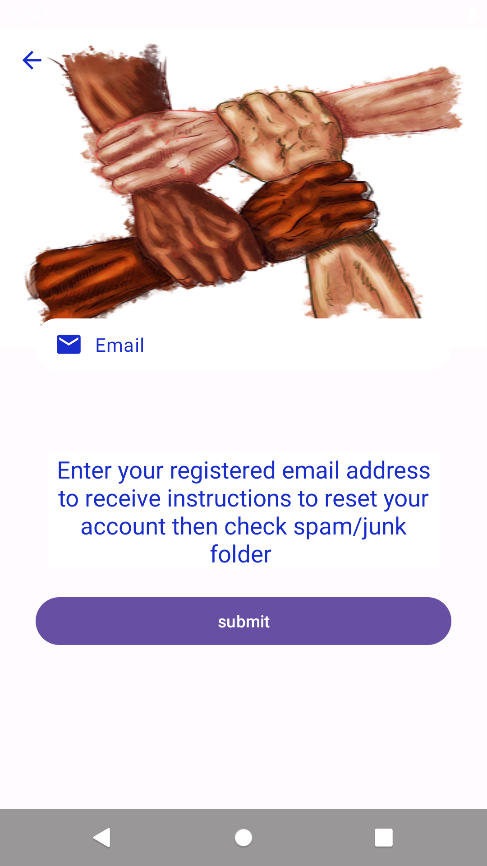 Email
Enter your registered email address
to receive instructions to reset your
account then check spam/junk
folder
submit